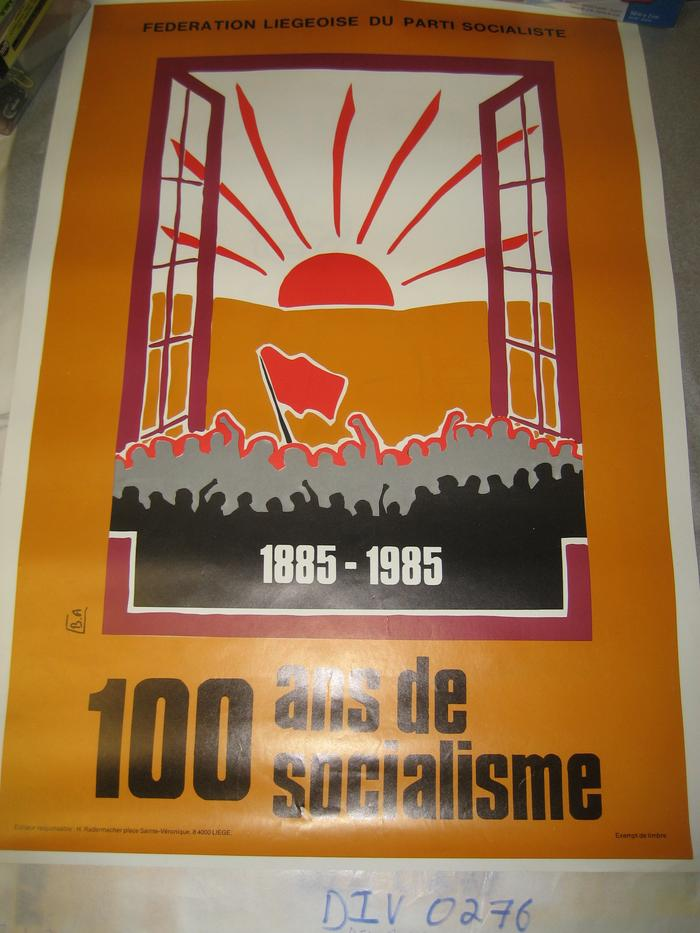 FEDERATION LIEGEOISE DU PARTI SOCIALISTE
1885 - 1985
B.A
100 ans de
socialisme
Editeur responsable : H. Radermacher place Sainte-Véronique, 8 4000 LIEGE.
Exempt de timbre
DIV 0276